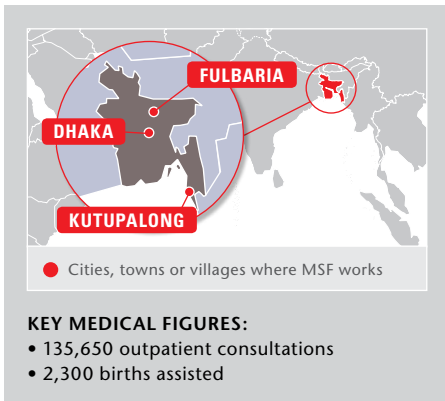 FULBARIA
DHAKA
KUTUPALONG
Cities, towns or villages where MSF works
KEY MEDICAL FIGURES:
• 135,650 outpatient consultations
• 2,300 births assisted